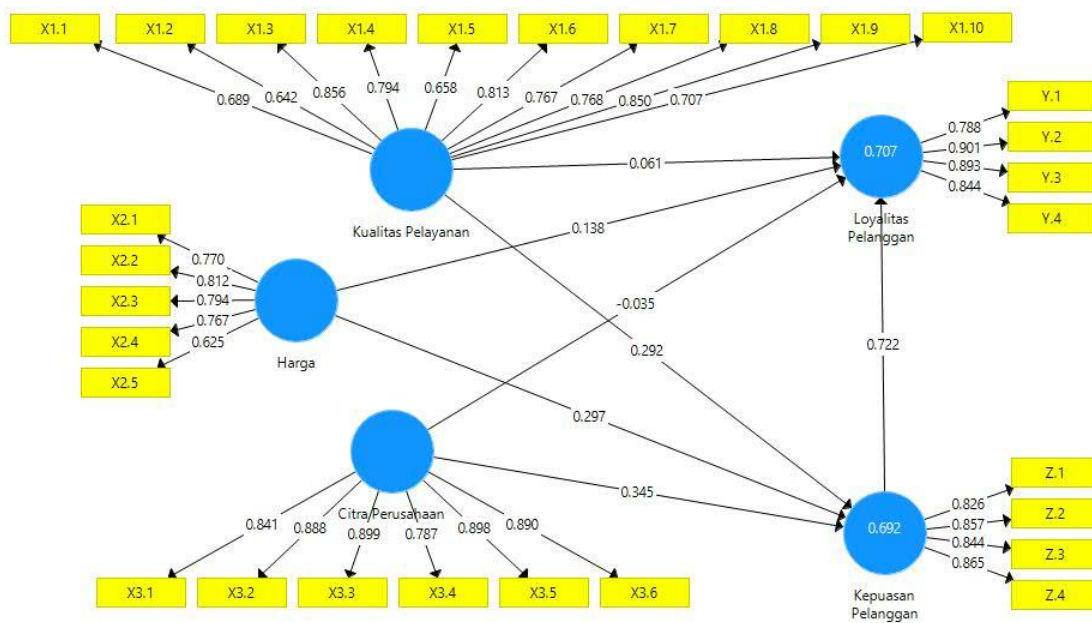 X1.1
X1.2
X1.3
X1.4
X1.5
X1.6
X1.7
X1.8
X1.9
X1.10
0.689
0.642
0.856
0.794
0.658
0.813
0.767
0.768
0.850
0.707
Kualitas Pelayanan
X2.1
X2.2
X2.3
X2.4
X2.5
0.770
0.812
0.794
0.767
0.625
Harga
0.061
0.138
-0.035
0.292
0.297
0.345
0.722
0.707
Loyalitas
Pelanggan
0.788
0.901
0.893
0.844
Y.1
Y.2
Y.3
Y.4
Citra Perusahaan
0.841
0.888
0.899
0.787
0.898
0.890
X3.1
X3.2
X3.3
X3.4
X3.5
X3.6
0.692
Kepuasan
Pelanggan
0.826
0.857
0.844
0.865
Z.1
Z.2
Z.3
Z.4